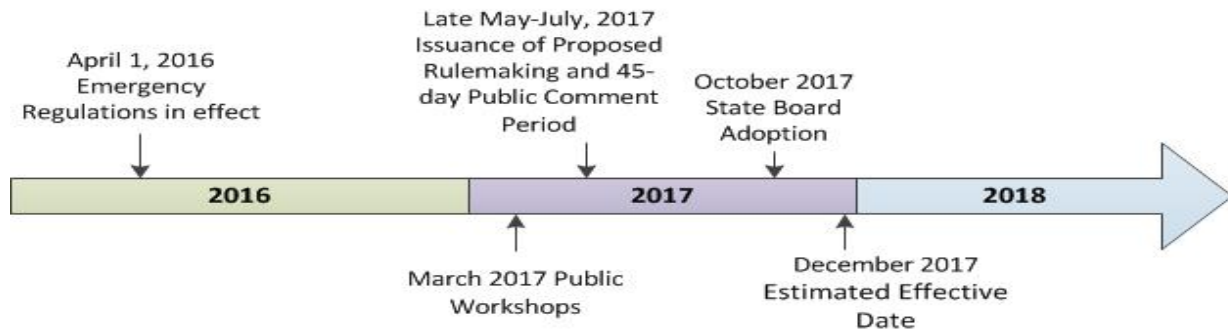 April 1, 2016
Emergency
Regulations in effect
Late May-July, 2017
Issuance of Proposed
Rulemaking and 45-
day Public Comment
Period
October 2017
State Board
Adoption
2016
2017
2018
March 2017 Public
Workshops
December 2017
Estimated Effective
Date